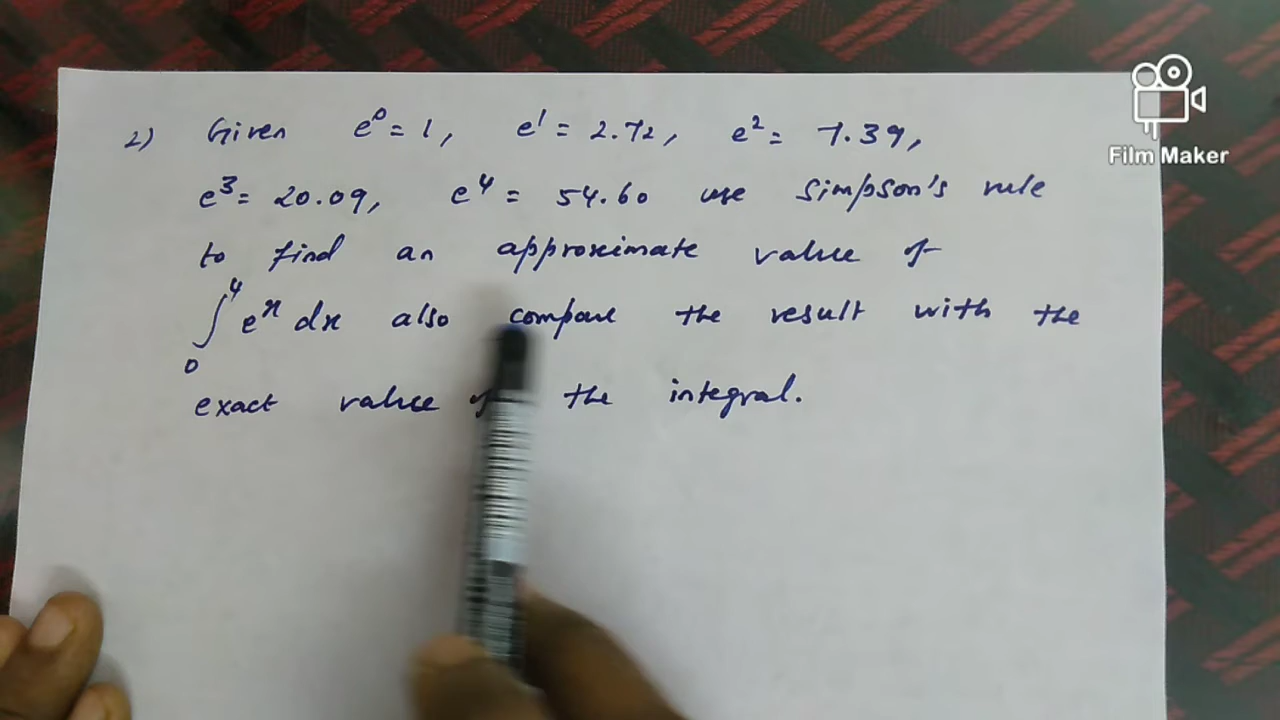 2) Given e⁰ = 1, e¹ = 2.72, e² = 7.39,
e³ = 20.09, e⁴ = 54.60 use Simpson's rule
to find an approximate value of
∫₀⁴ eˣ dx also compare the result with the
exact value of the integral.
Film Maker